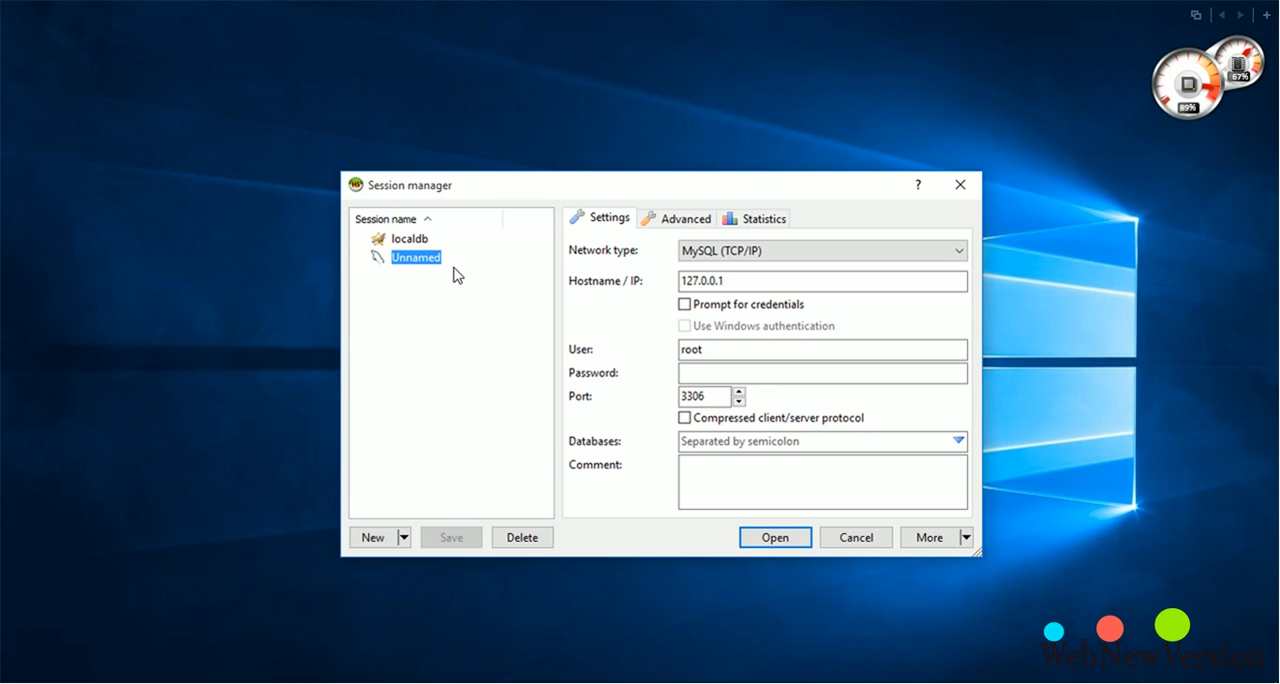 67%
89%
HS
Session manager
?
Session name
localdb
Unnamed
Settings Advanced Statistics
Network type: MySQL (TCP/IP)
Hostname / IP: 127.0.0.1
Prompt for credentials
Use Windows authentication
User: root
Password:
Port: 3306
Compressed client/server protocol
Databases: Separated by semicolon
Comment:
New Save Delete Open Cancel More
WebNewVersion